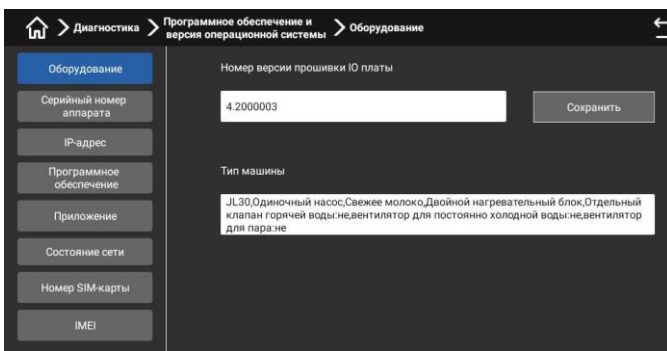 Диагностика
Программное обеспечение и
версия операционной системы
Оборудование
Оборудование
Номер версии прошивки IO платы
4.2000003
Сохранить
Серийный номер
аппарата
IP-адрес
Программное
обеспечение
Тип машины
JL30,Одиночный насос,Свежее молоко,Двойной нагревательный блок,Отдельный
клапан горячей воды:не,вентилятор для постоянно холодной воды:не,вентилятор
для пара:не
Приложение
Состояние сети
Номер SIM-карты
IMEI